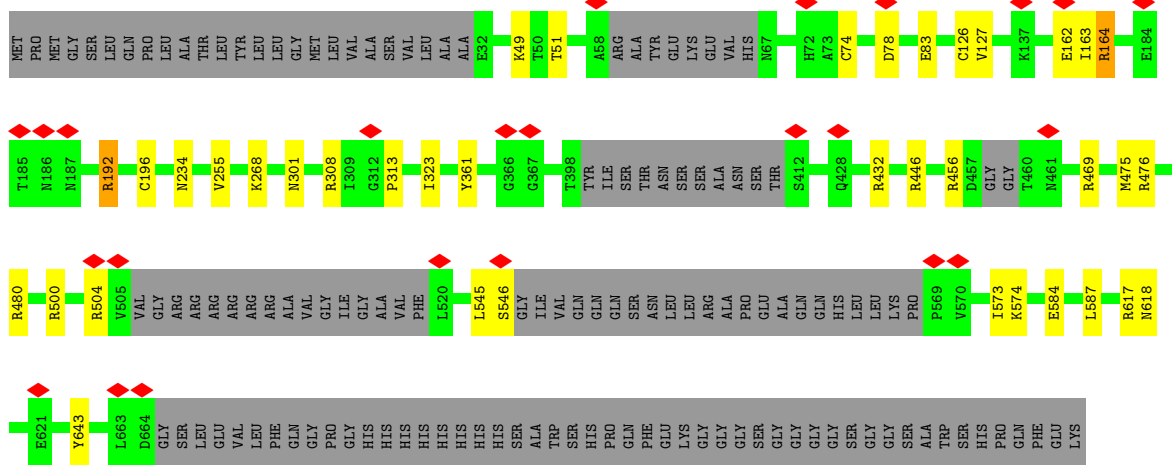 MET PRO MET GLY SER LEU GLN PRO LEU ALA THR LEU TYR LEU LEU GLY MET LEU VAL ALA SER VAL LEU ALA ALA E32 K49 T50 T51 A58 ARG ALA TYR GLU LYS GLU VAL HIS N67 H72 A73 C74 D78 E83 C126 V127 K137 E162 I163 R164 E184
T185 N186 N187 R192 C196 N234 V255 K268 N301 R308 I309 G312 P313 I323 Y361 G366 G367 T398 TYR ILE SER THR ASN SER SER ALA ASN SER THR S412 Q428 R432 R446 R456 D457 GLY GLY T460 N461 R469 M475 R476
R480 R500 R504 V505 VAL GLY ARG ARG ARG ARG ARG ALA VAL GLY ILE GLY ALA VAL PHE L520 L545 S546 GLY ILE VAL GLN GLN GLN SER ASN LEU LEU ARG ALA PRO GLU ALA GLN GLN HIS LEU LEU LYS PRO P569 V570 I573 K574 E584 L587 R617 N618
E621 Y643 L663 D664 GLY SER LEU GLU VAL LEU PHE GLN GLY PRO GLY HIS HIS HIS HIS HIS HIS HIS HIS SER ALA TRP SER HIS PRO GLN PHE GLU LYS GLY GLY GLY SER GLY GLY GLY GLY SER GLY GLY SER ALA TRP SER HIS PRO GLN PHE GLU LYS